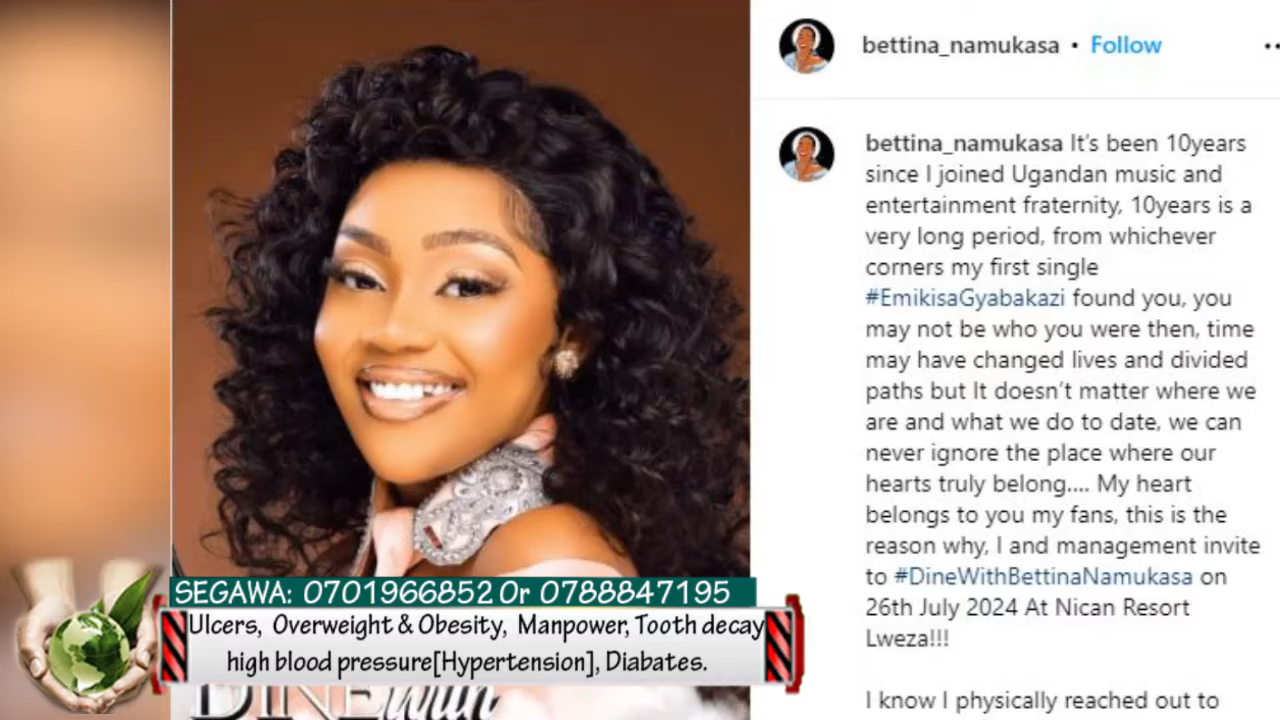 bettina_namukasa • Follow
bettina_namukasa It's been 10years
since I joined Ugandan music and
entertainment fraternity, 10years is a
very long period, from whichever
corners my first single
#EmikisaGyabakazi found you, you
may not be who you were then, time
may have changed lives and divided
paths but It doesn't matter where we
are and what we do to date, we can
never ignore the place where our
hearts truly belong.... My heart
belongs to you my fans, this is the
reason why, I and management invite
to #DineWithBettinaNamukasa on
26th July 2024 At Nican Resort
Lweza!!!
I know I physically reached out to
SEGAWA: 0701966852 Or 0788847195
Ulcers, Overweight & Obesity, Manpower, Tooth decay
high blood pressure[Hypertension], Diabates.
DINE with